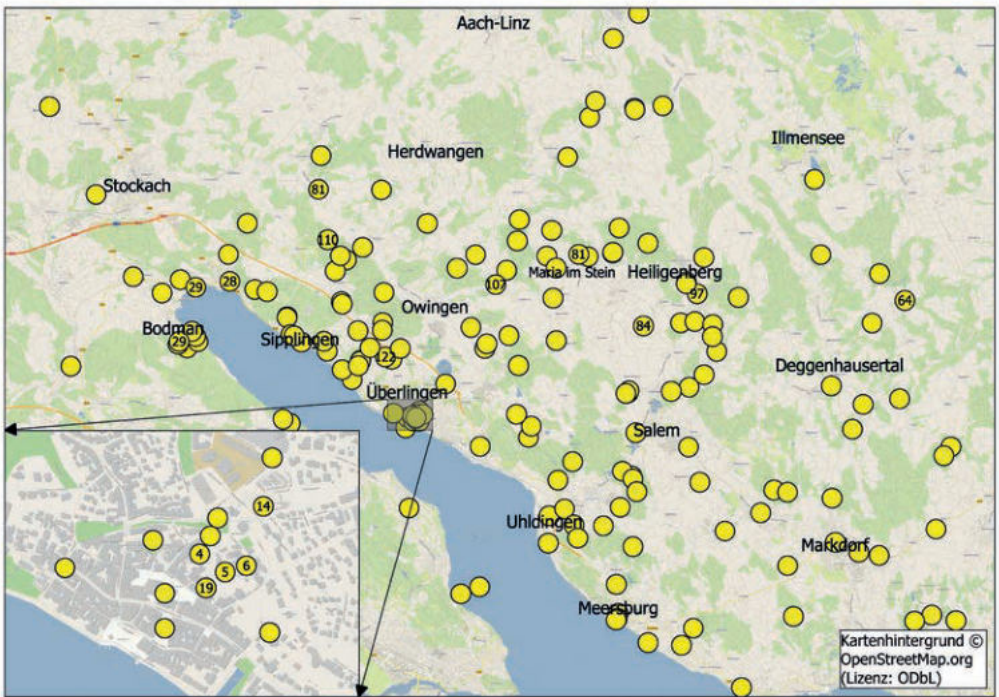 Aach-Linz
Illmensee
Herdwangen
Stockach
81
110
81
Maria im Stein
Heiligenberg
29
28
107
97
64
Owingen
84
Bodman
29
Sipplingen
122
Deggenhausertal
Überlingen
Salem
14
Uhldingen
4
Markdorf
5
6
19
Meersburg
Kartenhintergrund ©
OpenStreetMap.org
(Lizenz: ODbL)